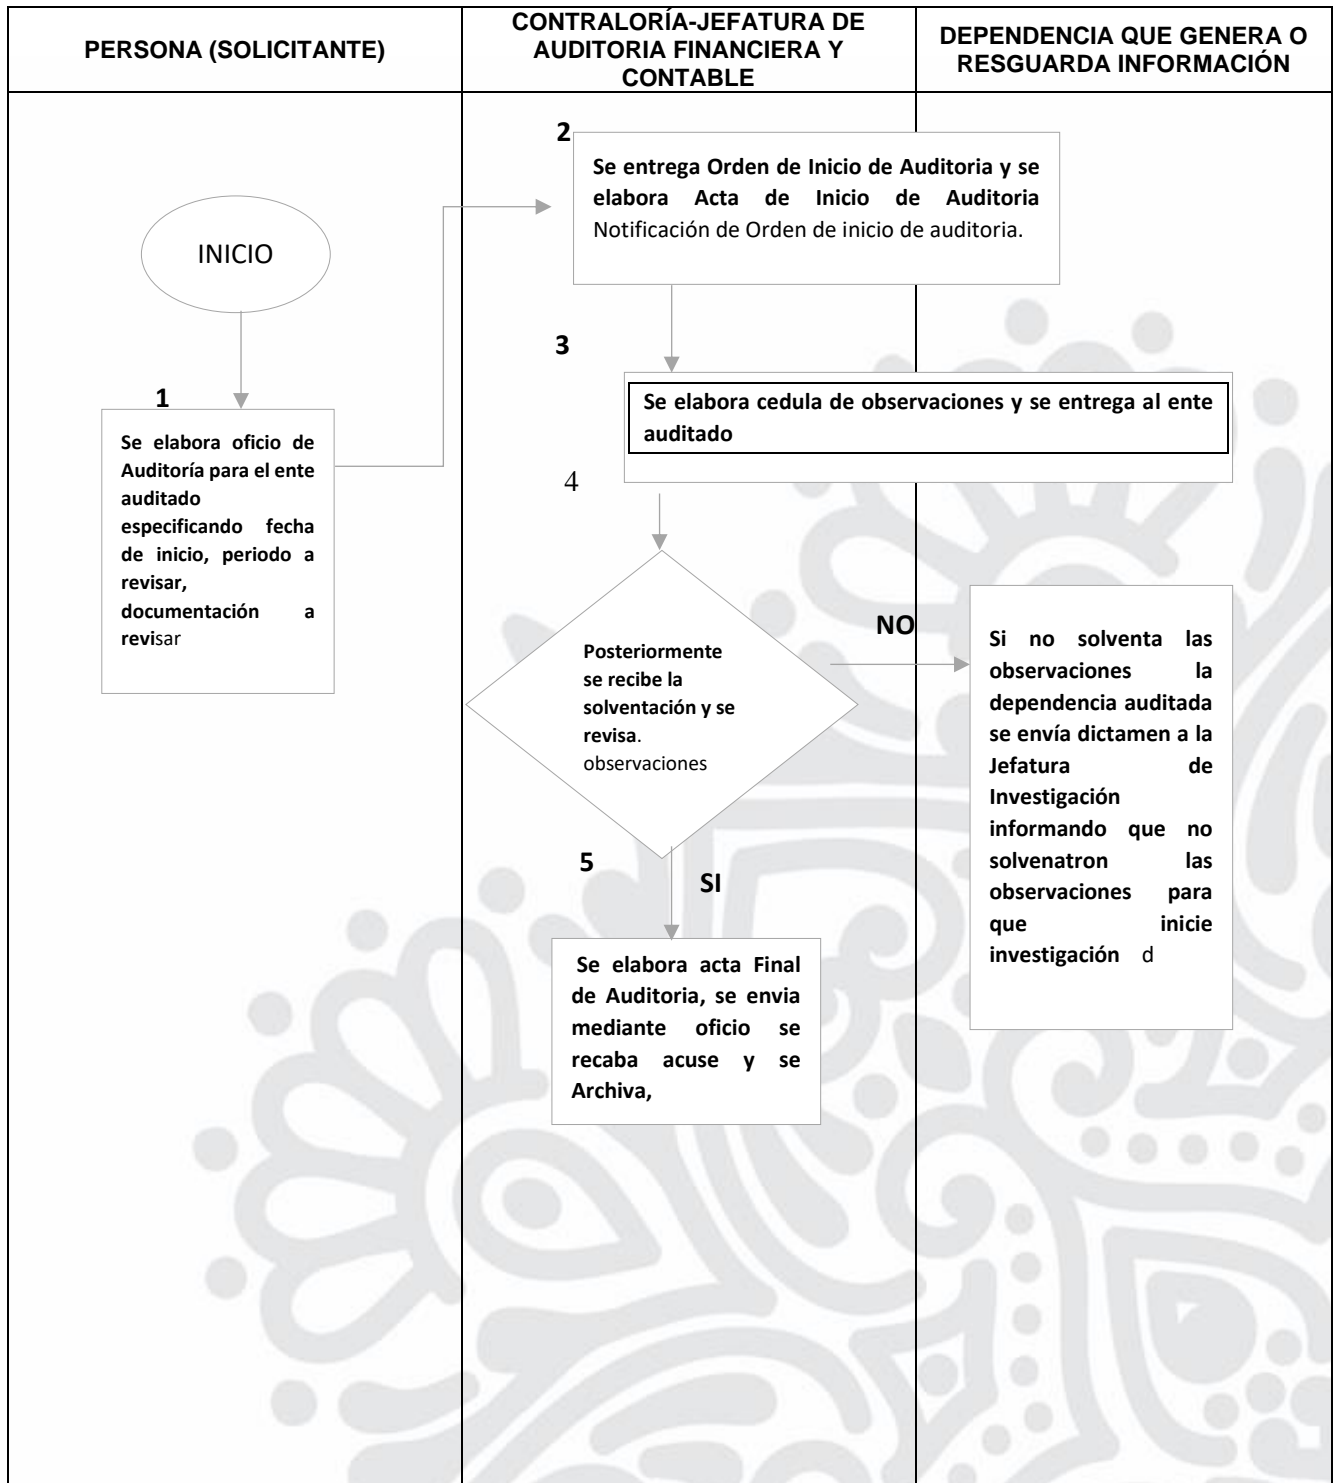 PERSONA (SOLICITANTE)
CONTRALORÍA-JEFATURA DE
AUDITORIA FINANCIERA Y
CONTABLE
DEPENDENCIA QUE GENERA O
RESGUARDA INFORMACIÓN
INICIO
1
Se elabora oficio de
Auditoría para el ente
auditado
especificando fecha
de inicio, periodo a
revisar,
documentación a
revisar
2
Se entrega Orden de Inicio de Auditoria y se
elabora Acta de Inicio de Auditoria
Notificación de Orden de inicio de auditoria.
3
Se elabora cedula de observaciones y se entrega al ente
auditado
4
Posteriormente
se recibe la
solventación y se
revisa.
observaciones
NO
Si no solventa las
observaciones la
dependencia auditada
se envía dictamen a la
Jefatura de
Investigación
informando que no
solvenatron las
observaciones para
que inicie
investigación d
5
SI
Se elabora acta Final
de Auditoria, se envia
mediante oficio se
recaba acuse y se
Archiva,